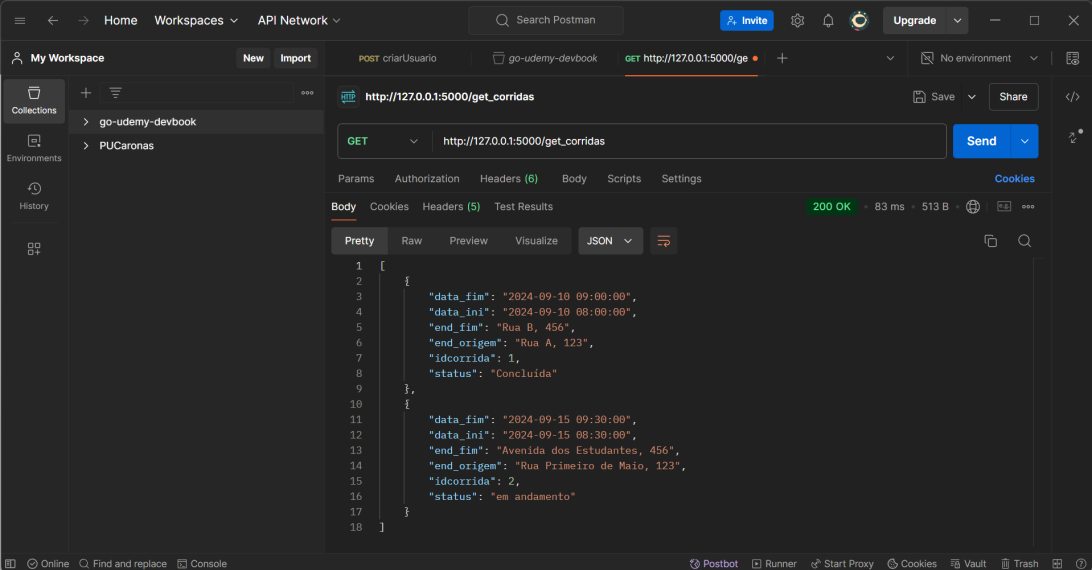 Home Workspaces API Network Search Postman Invite Upgrade
My Workspace New Import POST criarUsuario go-udemy-devbook GET http://127.0.0.1:5000/ge No environment
Collections
Environments
History
go-udemy-devbook
PUCaronas
HTTP http://127.0.0.1:5000/get_corridas Save Share
GET http://127.0.0.1:5000/get_corridas Send
Params Authorization Headers (6) Body Scripts Settings Cookies
Body Cookies Headers (5) Test Results 200 OK 83 ms 513 B
Pretty Raw Preview Visualize JSON
1 [
2 {
3 "data_fim": "2024-09-10 09:00:00",
4 "data_ini": "2024-09-10 08:00:00",
5 "end_fim": "Rua B, 456",
6 "end_origem": "Rua A, 123",
7 "idcorrida": 1,
8 "status": "Concluída"
9 },
10 {
11 "data_fim": "2024-09-15 09:30:00",
12 "data_ini": "2024-09-15 08:30:00",
13 "end_fim": "Avenida dos Estudantes, 456",
14 "end_origem": "Rua Primeiro de Maio, 123",
15 "idcorrida": 2,
16 "status": "em andamento"
17 }
18 ]
Online Find and replace Console Postbot Runner Start Proxy Cookies Vault Trash